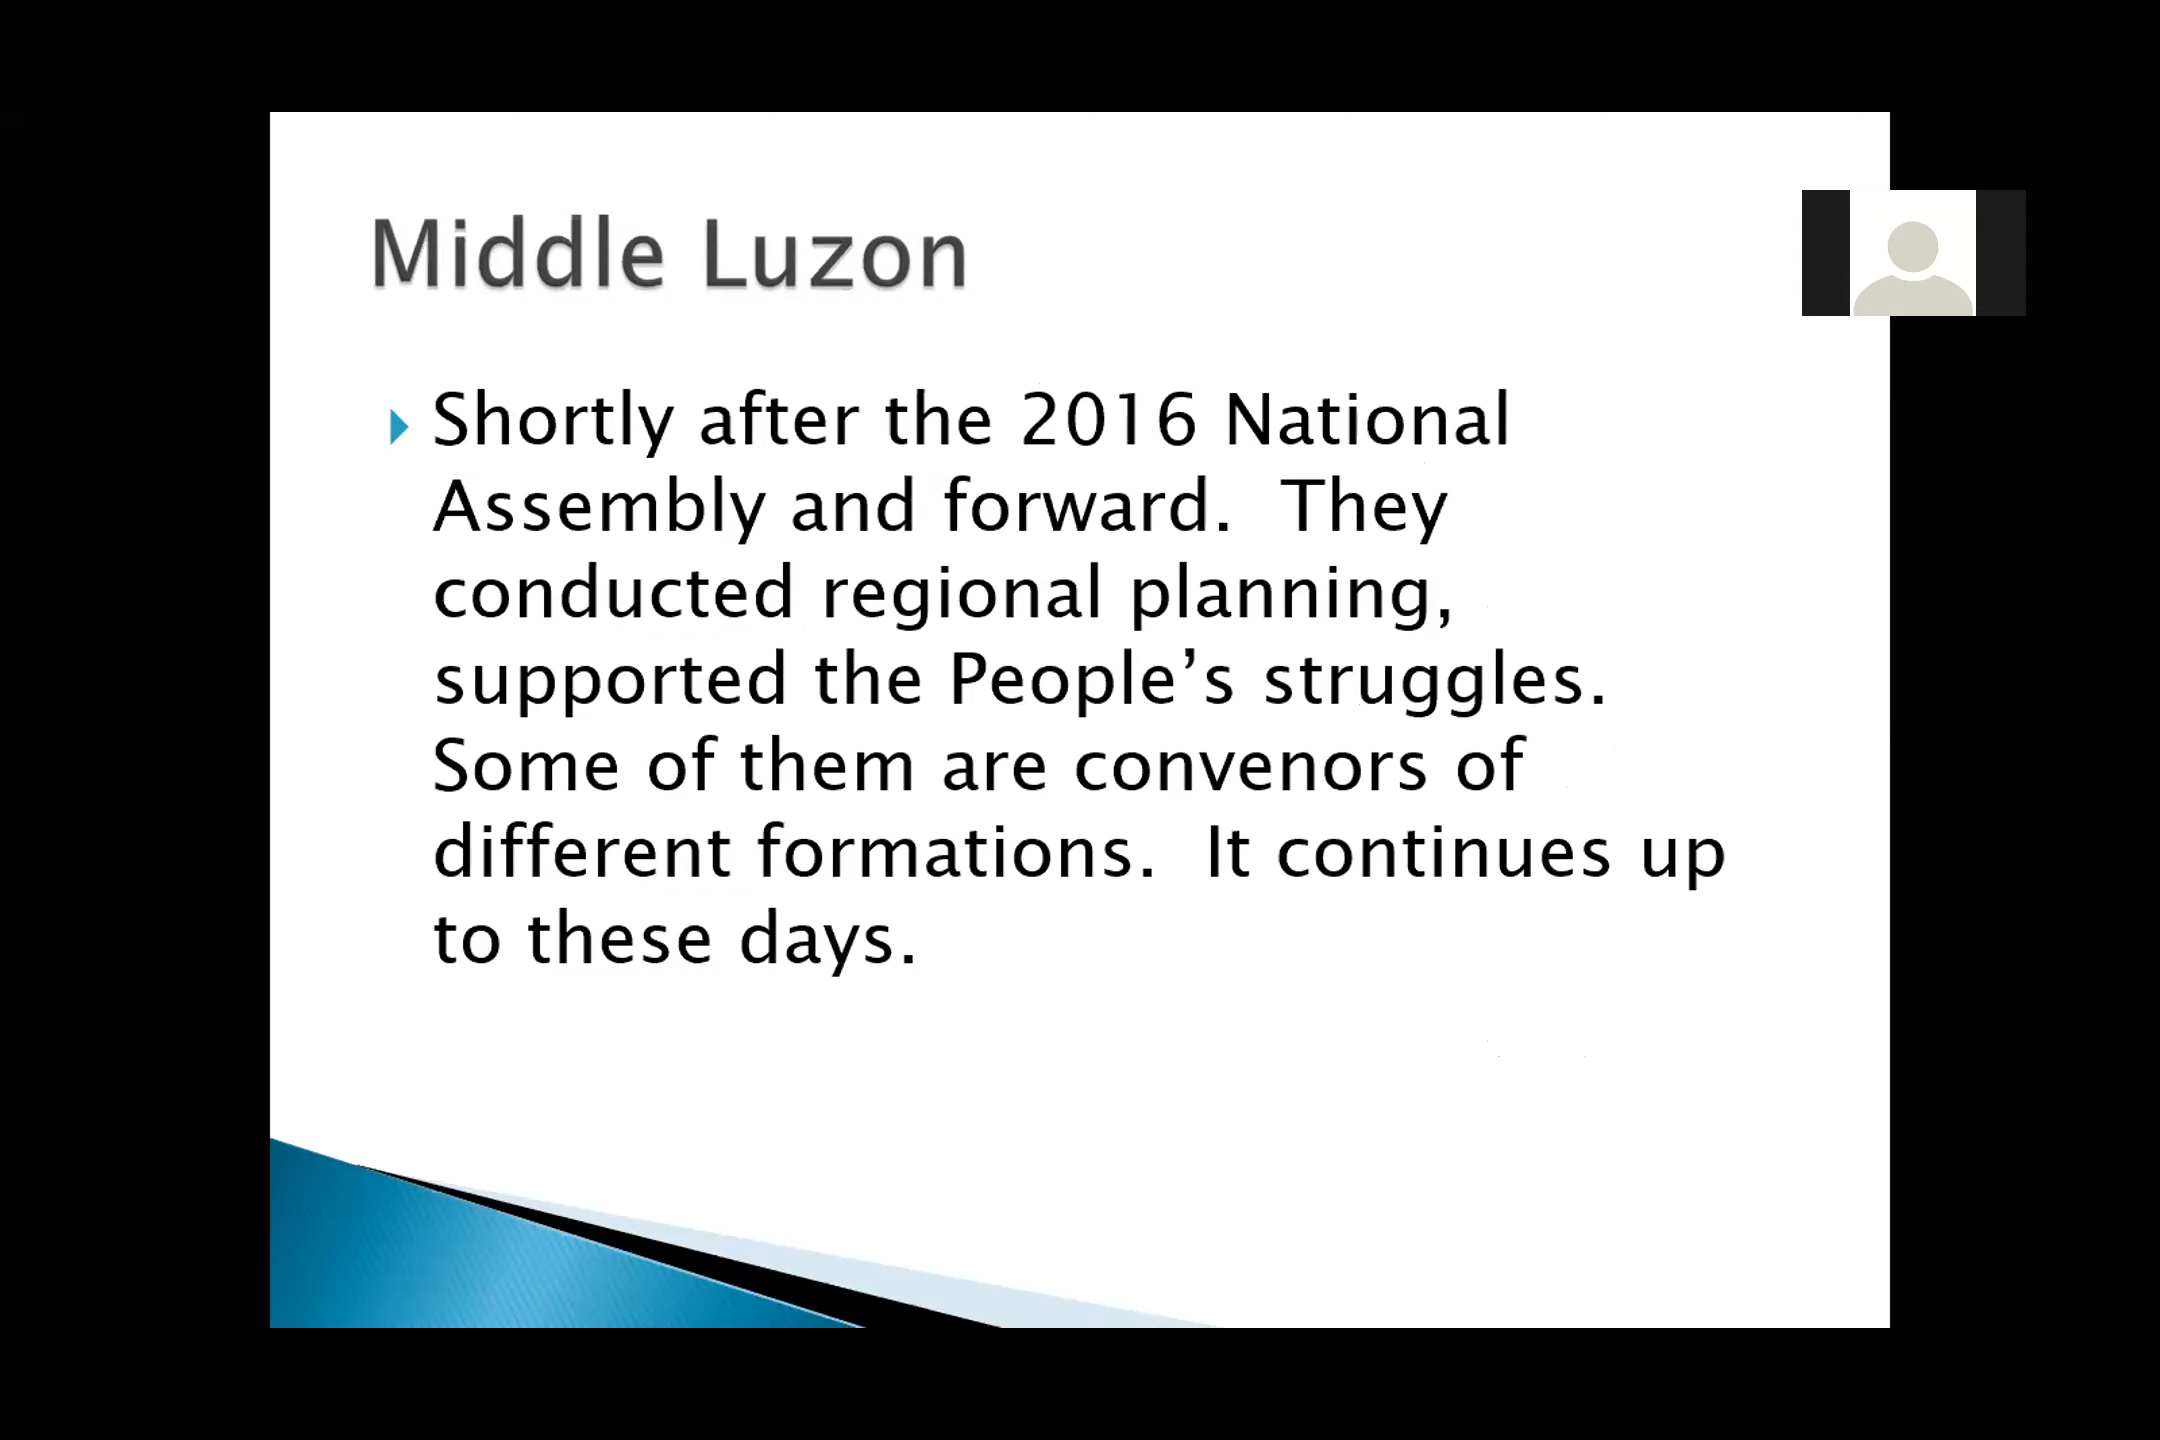 Middle Luzon
Shortly after the 2016 National
Assembly and forward.  They
conducted regional planning,
supported the People’s struggles.
Some of them are convenors of
different formations.  It continues up
to these days.